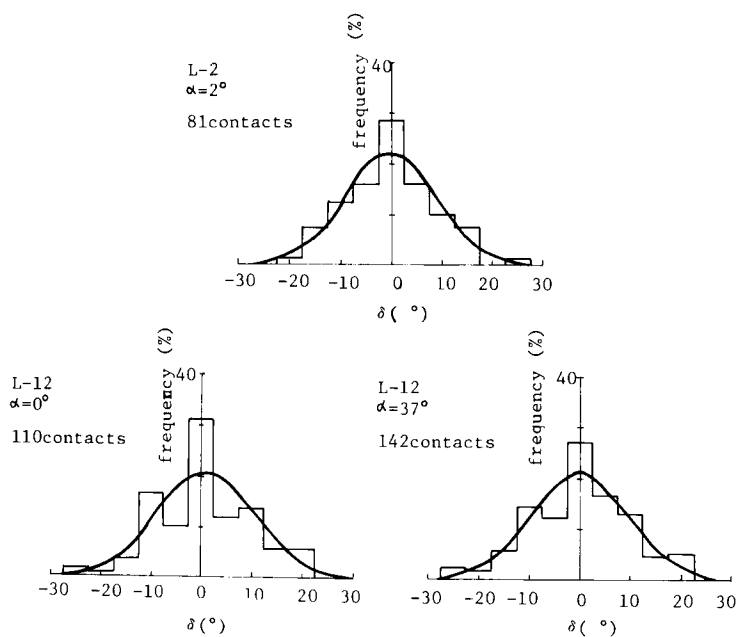 frequency (%)
40
L-2
α=2°
81contacts
-30 -20 -10 0 10 20 30
δ( °)
frequency (%)
40
L-12
α=0°
110contacts
-30 -20 -10 0 10 20 30
δ(°)
frequency (%)
40
L-12
α=37°
142contacts
-30 -20 -10 0 10 20 30
δ( °)